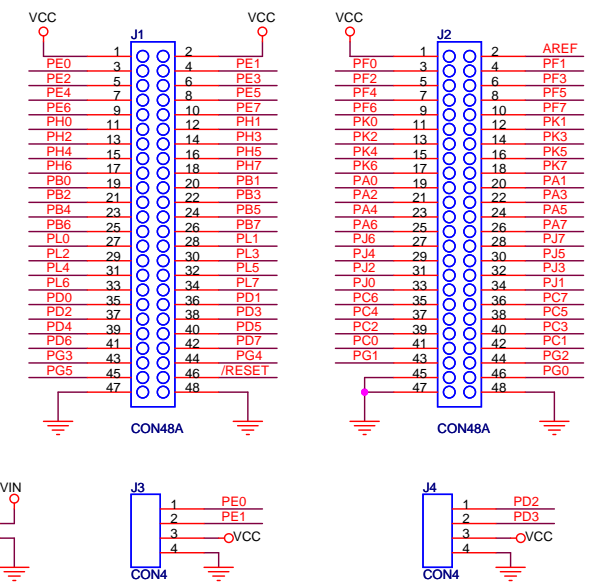 VCC VCC VCC
J1 J2
1 2 1 2 AREF
PE0 3 4 PE1 PF0 3 4 PF1
PE2 5 6 PE3 PF2 5 6 PF3
PE4 7 8 PE5 PF4 7 8 PF5
PE6 9 10 PE7 PF6 9 10 PF7
PH0 11 12 PH1 PK0 11 12 PK1
PH2 13 14 PH3 PK2 13 14 PK3
PH4 15 16 PH5 PK4 15 16 PK5
PH6 17 18 PH7 PK6 17 18 PK7
PB0 19 20 PB1 PA0 19 20 PA1
PB2 21 22 PB3 PA2 21 22 PA3
PB4 23 24 PB5 PA4 23 24 PA5
PB6 25 26 PB7 PA6 25 26 PA7
PL0 27 28 PL1 PJ6 27 28 PJ7
PL2 29 30 PL3 PJ4 29 30 PJ5
PL4 31 32 PL5 PJ2 31 32 PJ3
PL6 33 34 PL7 PJ0 33 34 PJ1
PD0 35 36 PD1 PC6 35 36 PC7
PD2 37 38 PD3 PC4 37 38 PC5
PD4 39 40 PD5 PC2 39 40 PC3
PD6 41 42 PD7 PC0 41 42 PC1
PG3 43 44 PG4 PG1 43 44 PG2
PG5 45 46 /RESET 45 46 PG0
47 48 47 48
CON48A CON48A
VIN J3 J4
1 PE0 1 PD2
2 PE1 2 PD3
3 VCC 3 VCC
4 4
CON4 CON4